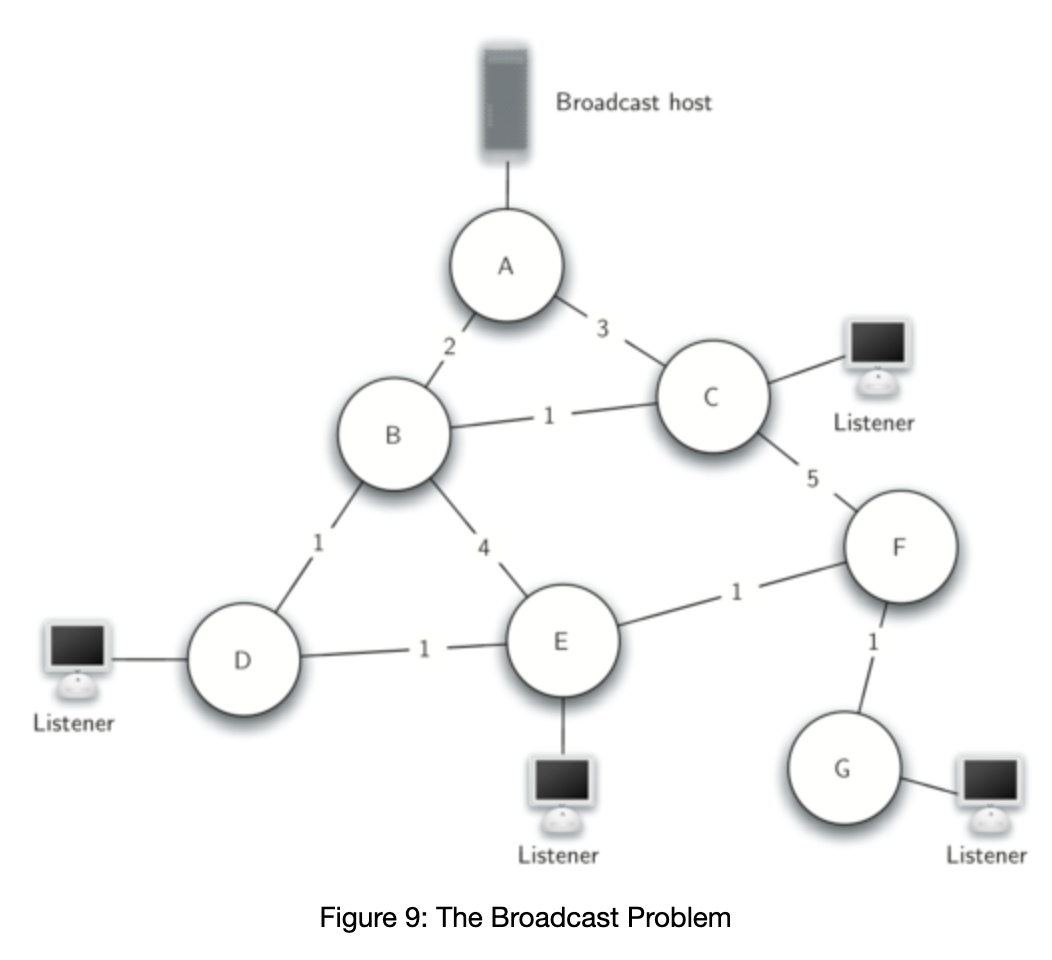 Broadcast host
A
3
2
C
1
Listener
B
5
F
1
4
1
E
1
D
1
Listener
G
Listener
Listener
Figure 9: The Broadcast Problem